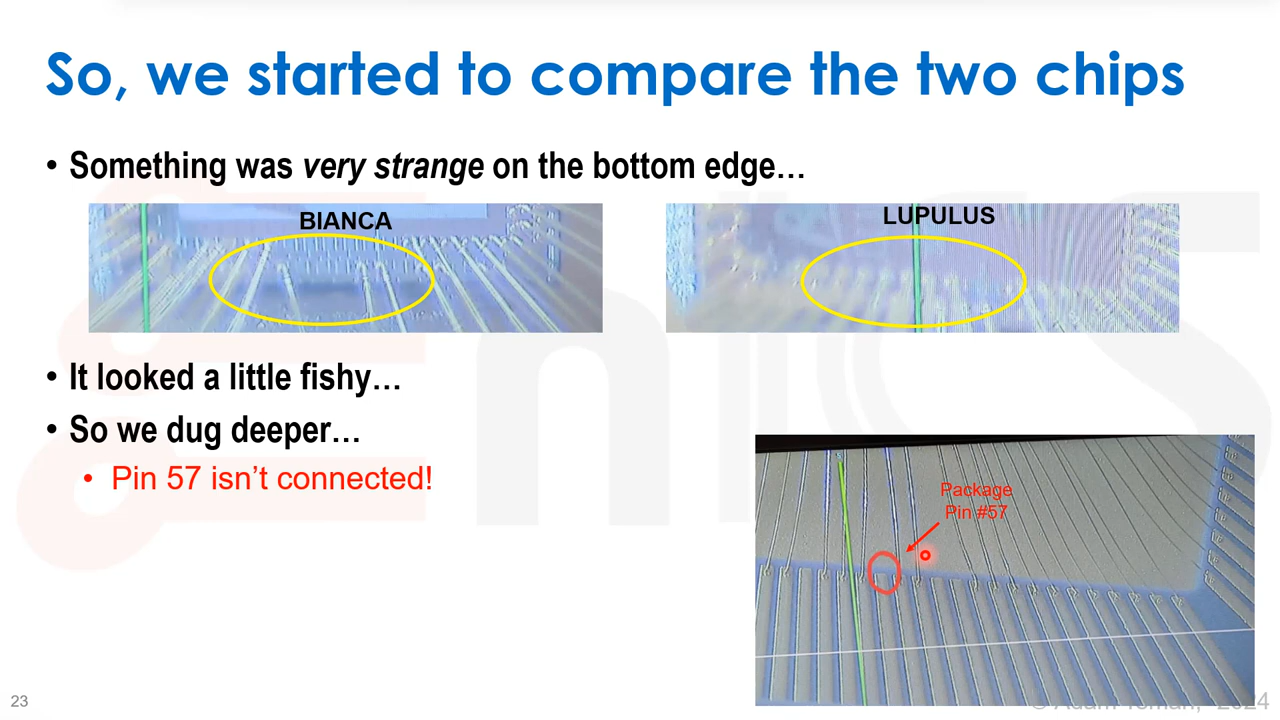 So, we started to compare the two chips
• Something was very strange on the bottom edge…
BIANCA
LUPULUS
• It looked a little fishy…
• So we dug deeper…
• Pin 57 isn’t connected!
Package
Pin #57
23
2024